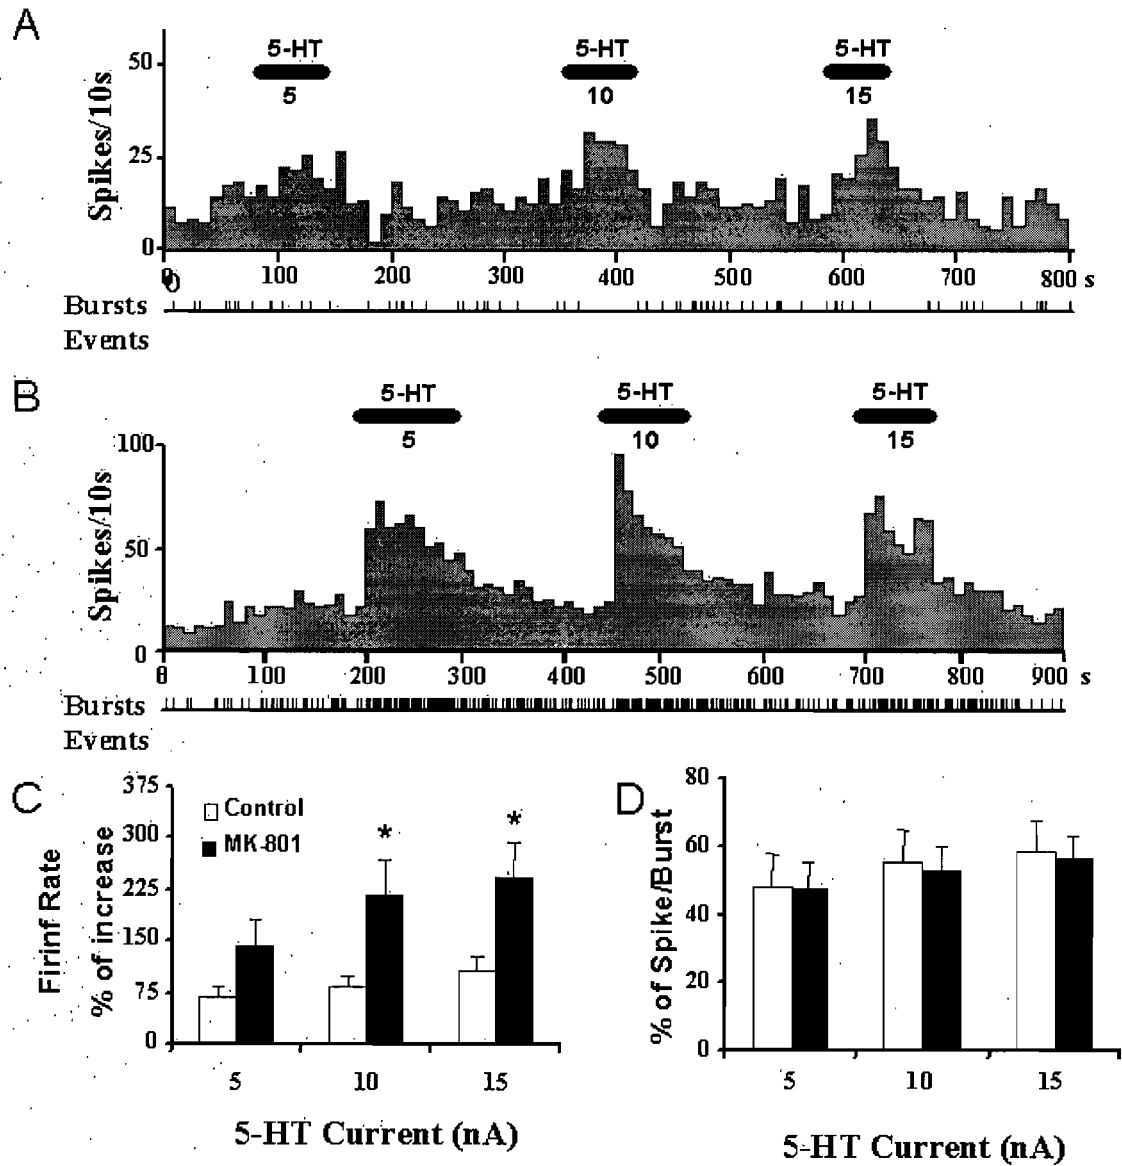 A
5-HT 5-HT 5-HT
5 10 15
Spikes/10s
50
25
0
0 100 200 300 400 500 600 700 800 s
Bursts
Events
B
5-HT 5-HT 5-HT
5 10 15
Spikes/10s
100
50
0
0 100 200 300 400 500 600 700 800 900 s
Bursts
Events
C
Firinf Rate
% of increase
375
300
225
150
75
0
Control
MK-801
* *
5 10 15
5-HT Current (nA)
D
% of Spike/Burst
80
60
40
20
0
5 10 15
5-HT Current (nA)